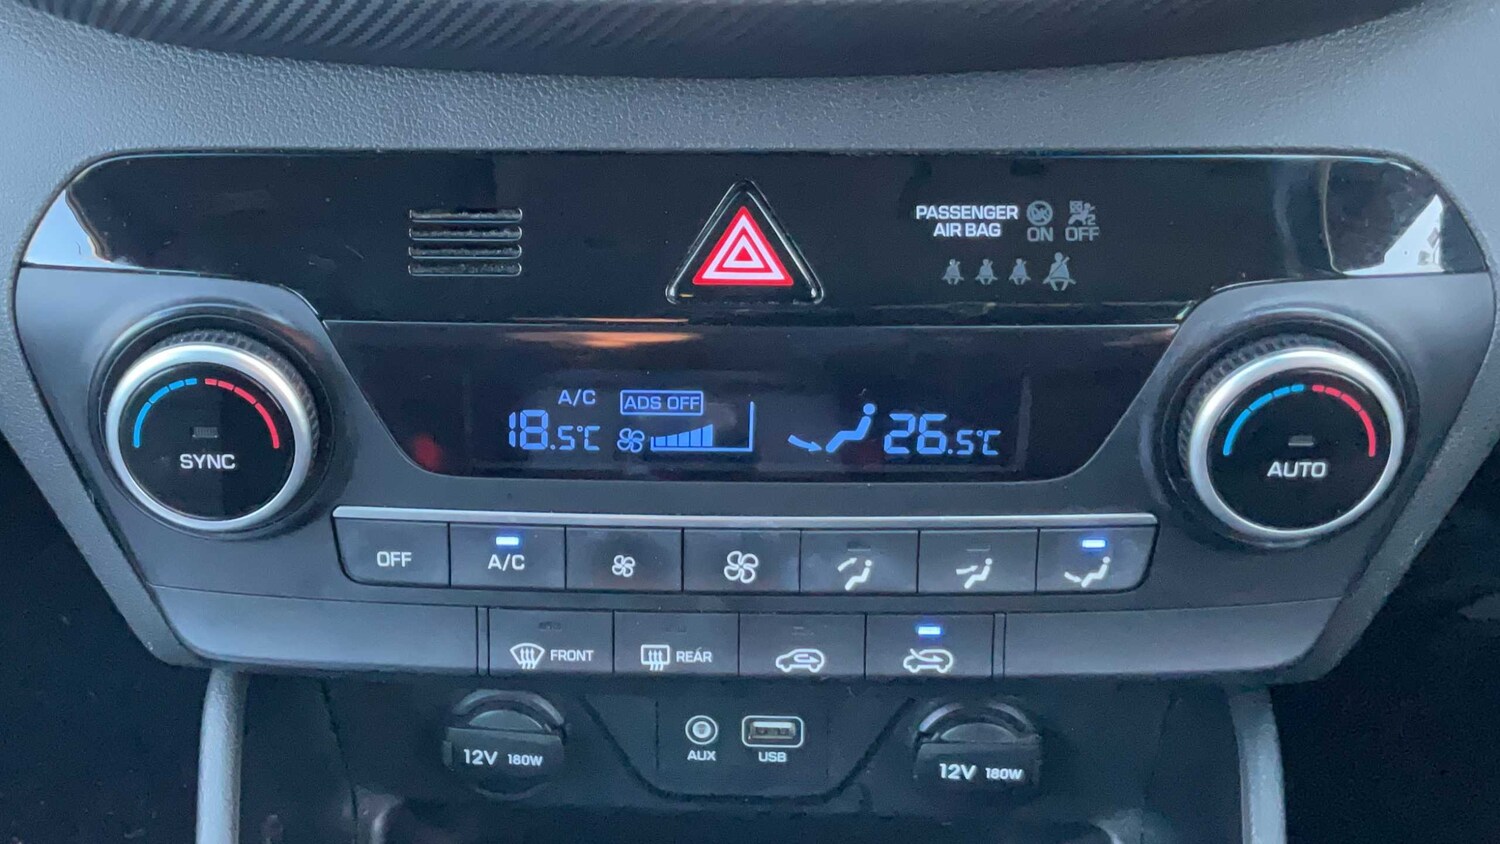 PASSENGER
AIR BAG
ON OFF
A/C ADS OFF
18.5°C 26.5°C
SYNC
AUTO
OFF A/C
FRONT REAR
AUX USB
12V 180W
12V 180W